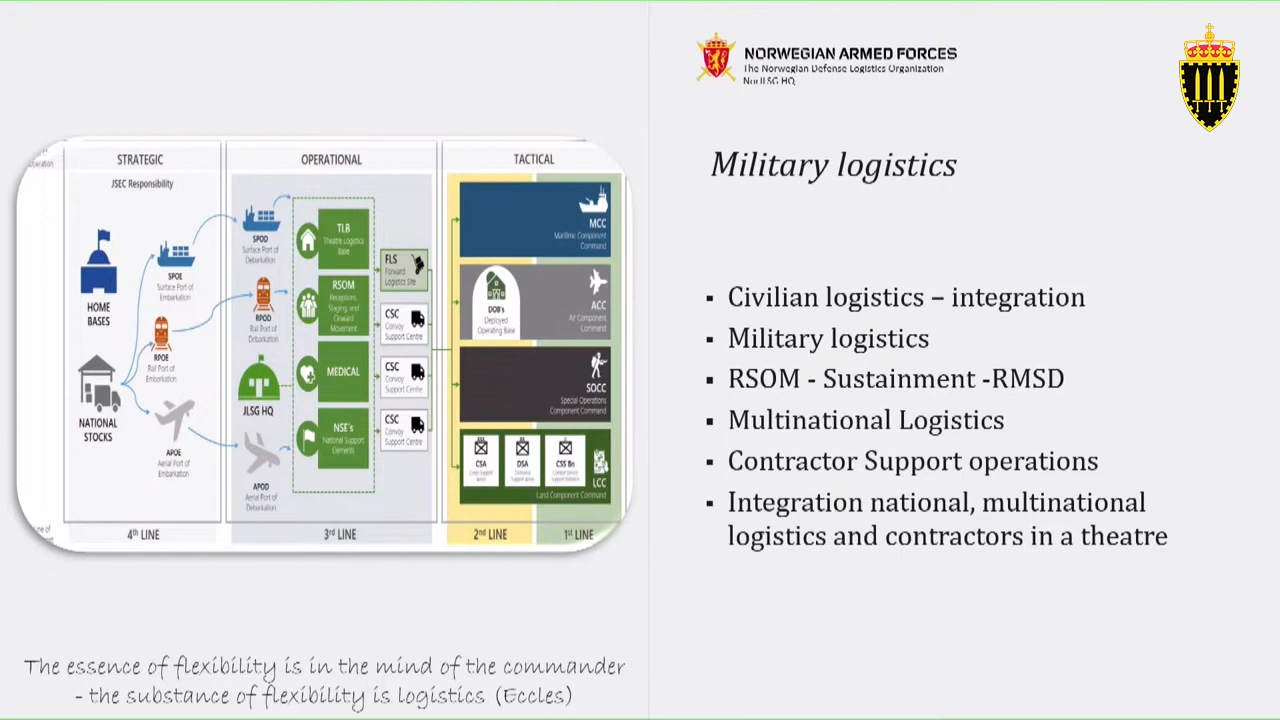 NORWEGIAN ARMED FORCES
The Norwegian Defense Logistics Organization
Nor JLSG HQ
Military logistics
▪ Civilian logistics – integration
▪ Military logistics
▪ RSOM - Sustainment -RMSD
▪ Multinational Logistics
▪ Contractor Support operations
▪ Integration national, multinational
logistics and contractors in a theatre
STRATEGIC
JSEC Responsibility
HOME
BASES
NATIONAL
STOCKS
SPOE
Surface Port of
Embarkation
RPOE
Rail Port of
Embarkation
APOE
Aerial Port of
Embarkation
4th LINE
OPERATIONAL
SPOD
Surface Port of
Debarkation
RPOD
Rail Port of
Debarkation
JLSG HQ
APOD
Aerial Port of
Debarkation
TLB
Theatre Logistics
Base
RSOM
Receptions,
Staging, and
Onward
Movement
MEDICAL
NSE's
National Support
Elements
FLS
Forward
Logistics Site
CSC
Convoy
Support Centre
CSC
Convoy
Support Centre
CSC
Convoy
Support Centre
3rd LINE
TACTICAL
MCC
Maritime Component
Command
DOB's
Deployed
Operating Base
ACC
Air Component
Command
SOCC
Special Operations
Component Command
CSA
DSA
CSS Bn
LCC
Land Component Command
2nd LINE
1st LINE
The essence of flexibility is in the mind of the commander
- the substance of flexibility is logistics (Eccles)